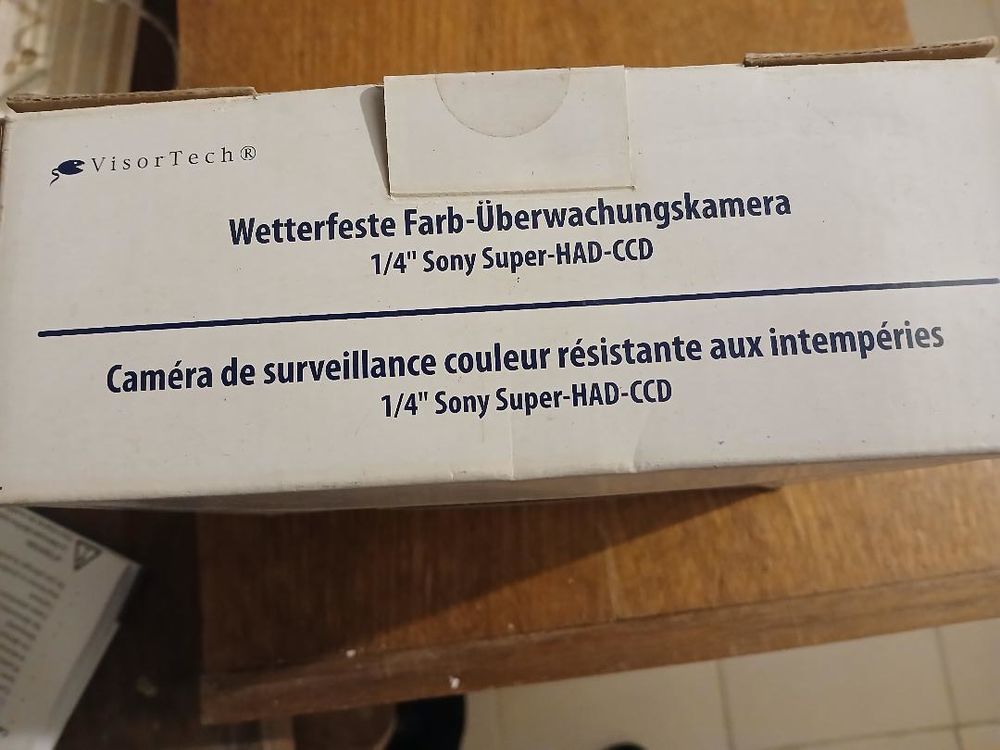 VisorTech®
Wetterfeste Farb-Überwachungskamera
1/4" Sony Super-HAD-CCD
Caméra de surveillance couleur résistante aux intempéries
1/4" Sony Super-HAD-CCD